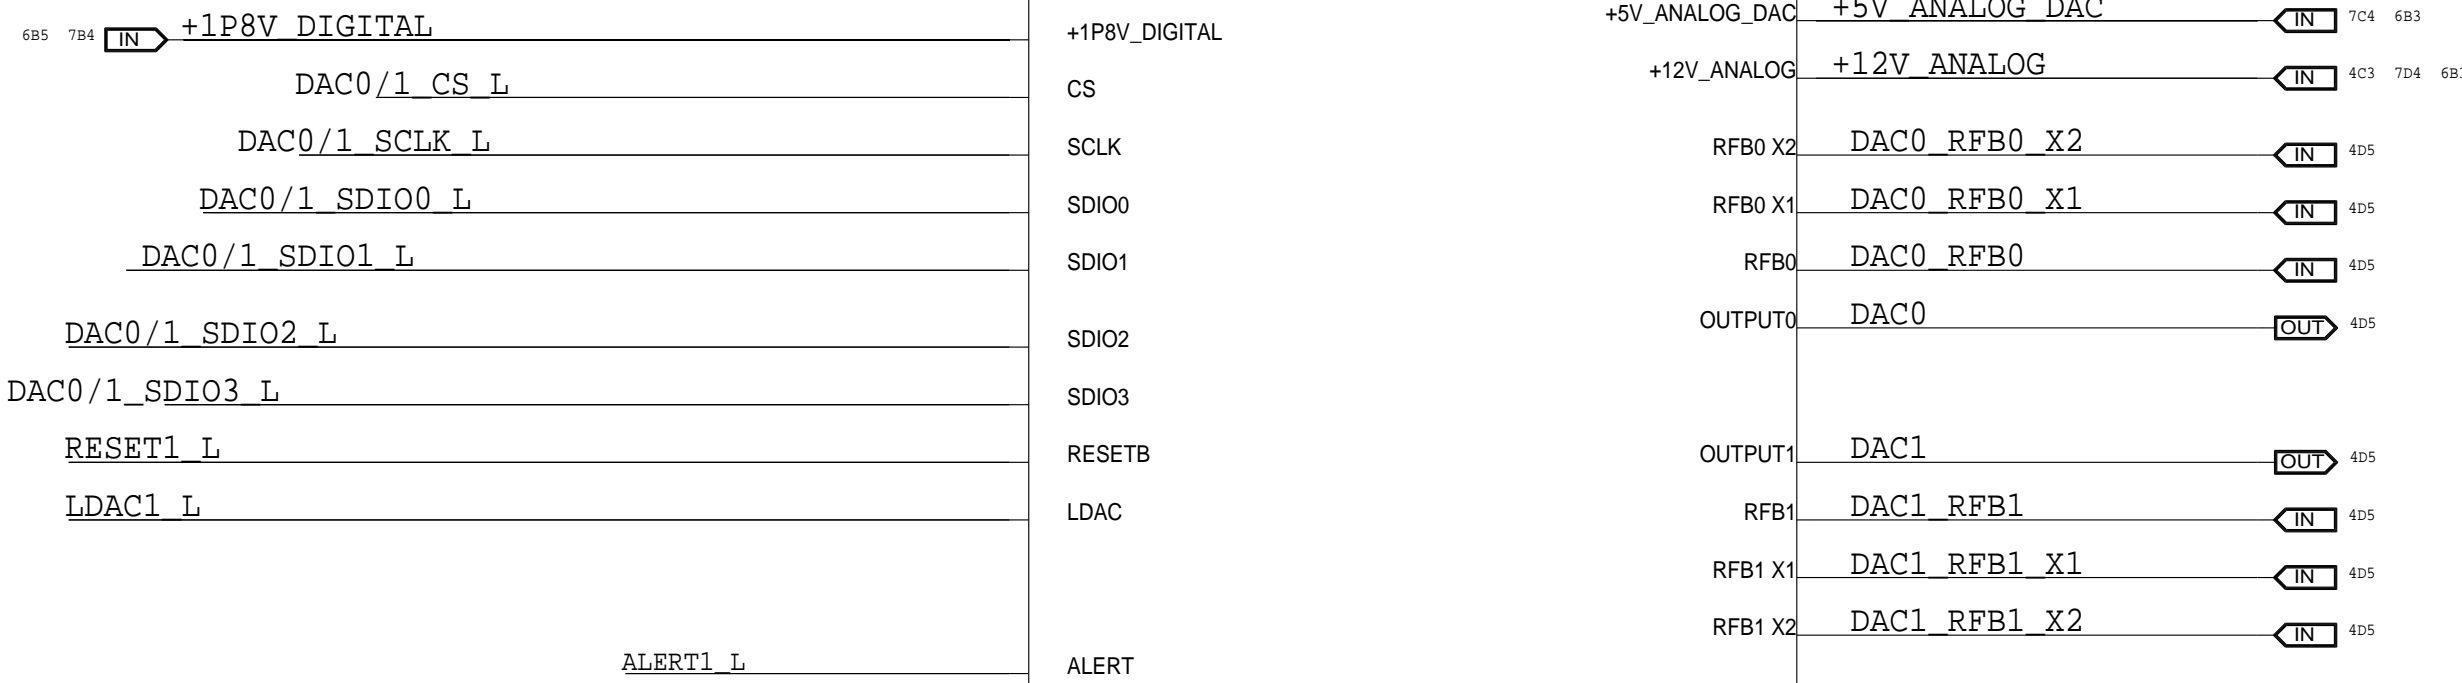 +5V_ANALOG_DAC +5V_ANALOG_DAC IN 7C4 6B3
6B5 7B4 IN +1P8V_DIGITAL +1P8V_DIGITAL
+12V_ANALOG +12V_ANALOG IN 4C3 7D4 6B3
DAC0/1_CS_L CS
DAC0/1_SCLK_L SCLK RFB0 X2 DAC0_RFB0_X2 IN 4D5
DAC0/1_SDIO0_L SDIO0 RFB0 X1 DAC0_RFB0_X1 IN 4D5
DAC0/1_SDIO1_L SDIO1 RFB0 DAC0_RFB0 IN 4D5
OUTPUT0 DAC0 OUT 4D5
DAC0/1_SDIO2_L SDIO2
DAC0/1_SDIO3_L SDIO3
RESET1_L RESETB OUTPUT1 DAC1 OUT 4D5
LDAC1_L LDAC RFB1 DAC1_RFB1 IN 4D5
RFB1 X1 DAC1_RFB1_X1 IN 4D5
RFB1 X2 DAC1_RFB1_X2 IN 4D5
ALERT1_L ALERT